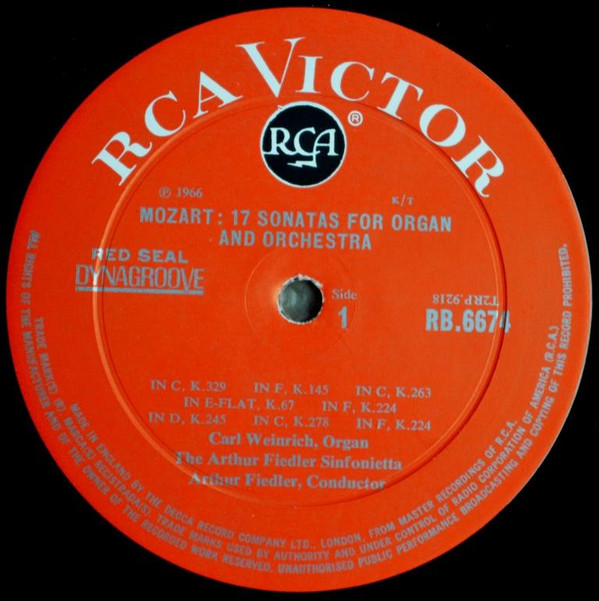 RCA VICTOR
RCA
®
℗ 1966
K/T
MOZART: 17 SONATAS FOR ORGAN
AND ORCHESTRA
RED SEAL
DYNAGROOVE
Side
1
T2RP.9218
RB.6674
IN C, K.329 IN F, K.145 IN C, K.263
IN E-FLAT, K.67 IN F, K.224
IN D, K.245 IN C, K.278 IN F, K.224
Carl Weinrich, Organ
The Arthur Fiedler Sinfonietta
Arthur Fiedler, Conductor
TRADE MARK(S) (R) MARCA(S) REGISTRADA(S). TRADE MARKS USED BY AUTHORITY AND UNDER CONTROL OF RADIO CORPORATION OF AMERICA (R.C.A.)
MADE IN ENGLAND BY THE DECCA RECORD COMPANY LTD., LONDON, FROM MASTER RECORDINGS OF R.C.A.
(ALL RIGHTS OF THE MANUFACTURER AND OF THE OWNER OF THE RECORDED WORK RESERVED. UNAUTHORISED PUBLIC PERFORMANCE BROADCASTING AND COPYING OF THIS RECORD PROHIBITED.